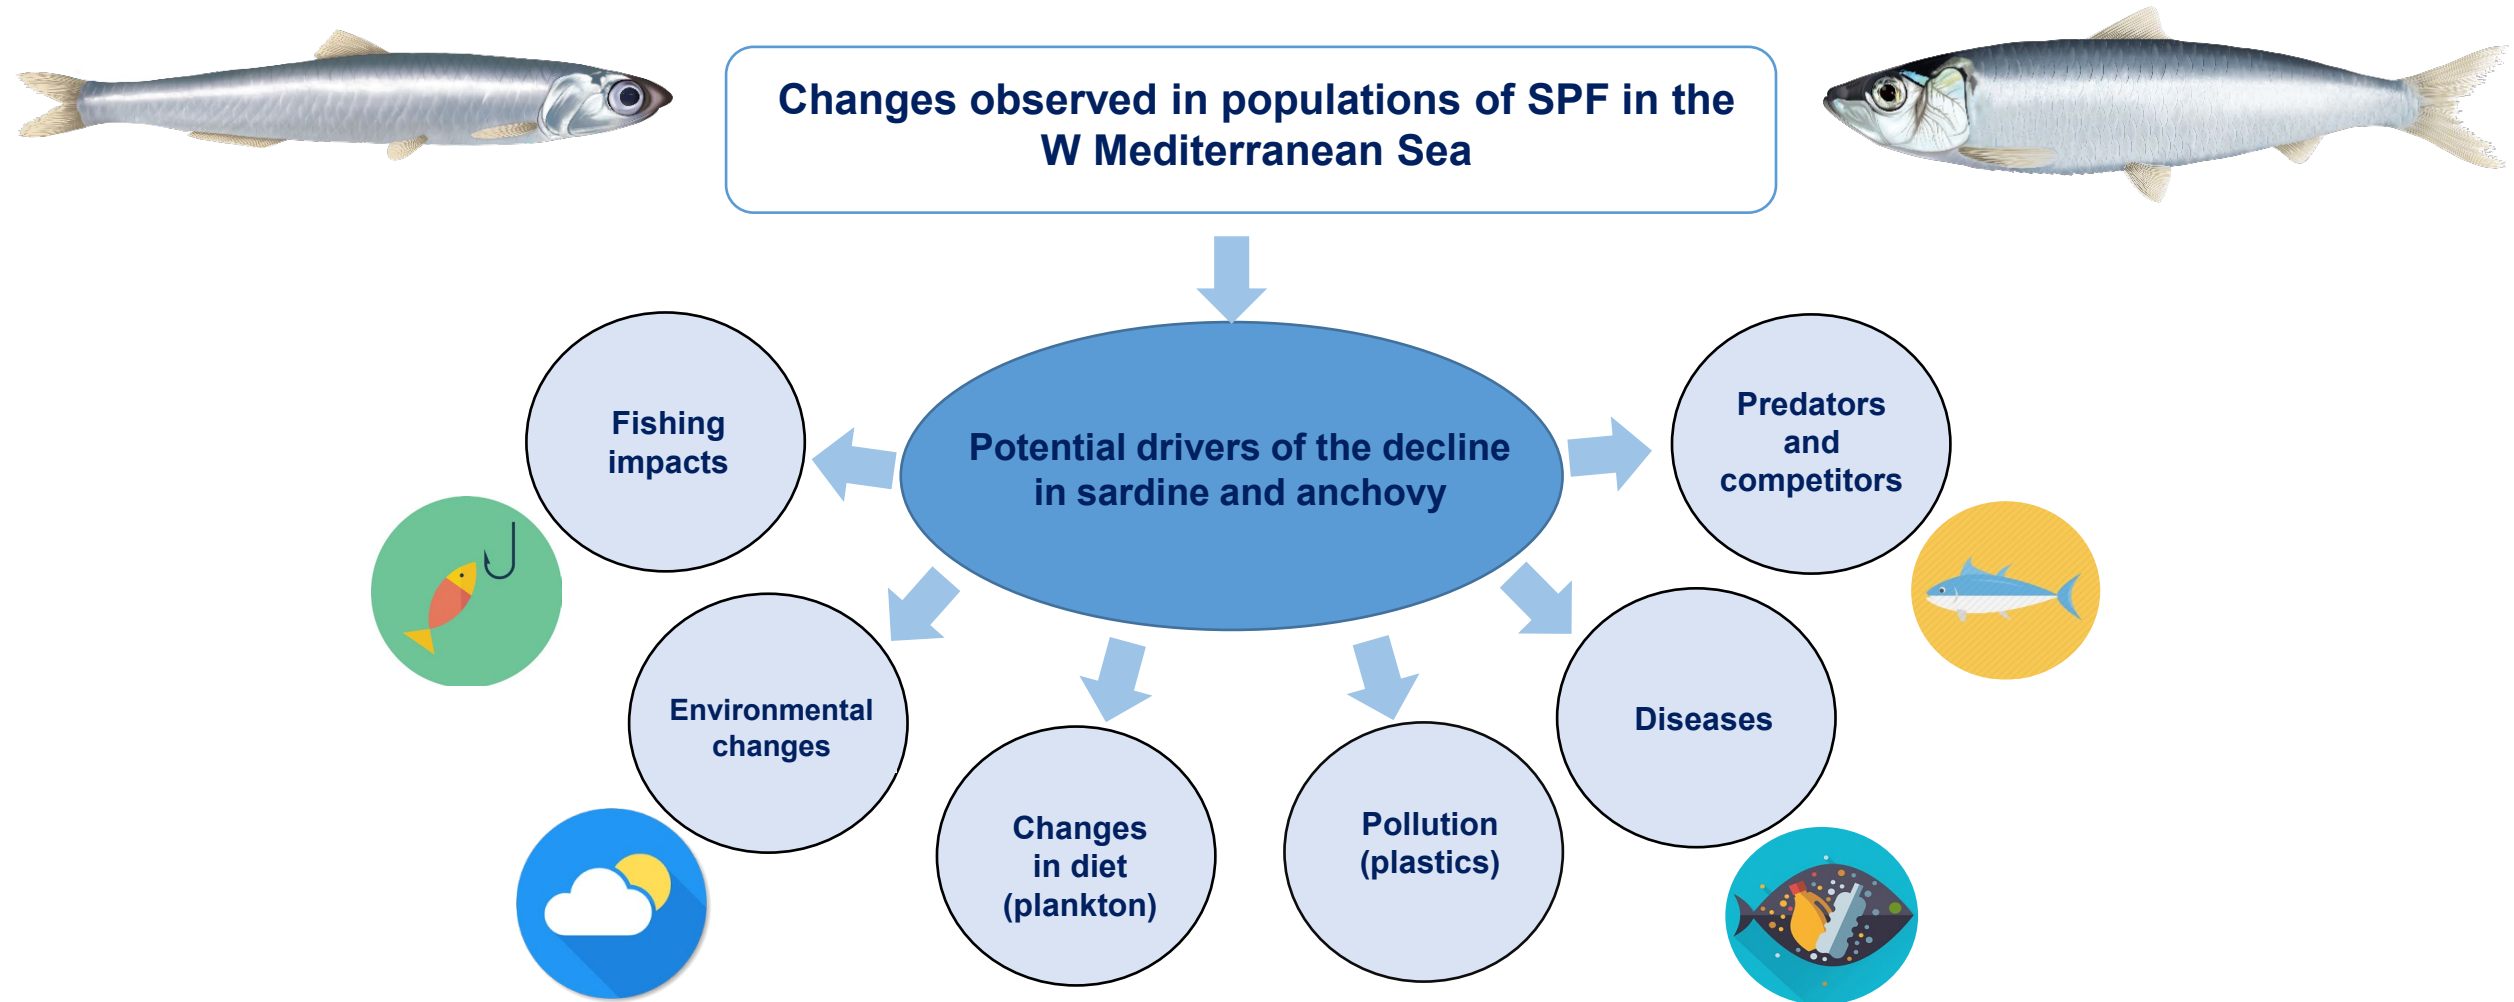 Changes observed in populations of SPF in the
W Mediterranean Sea
Potential drivers of the decline
in sardine and anchovy
Fishing
impacts
Environmental
changes
Changes
in diet
(plankton)
Pollution
(plastics)
Diseases
Predators
and
competitors